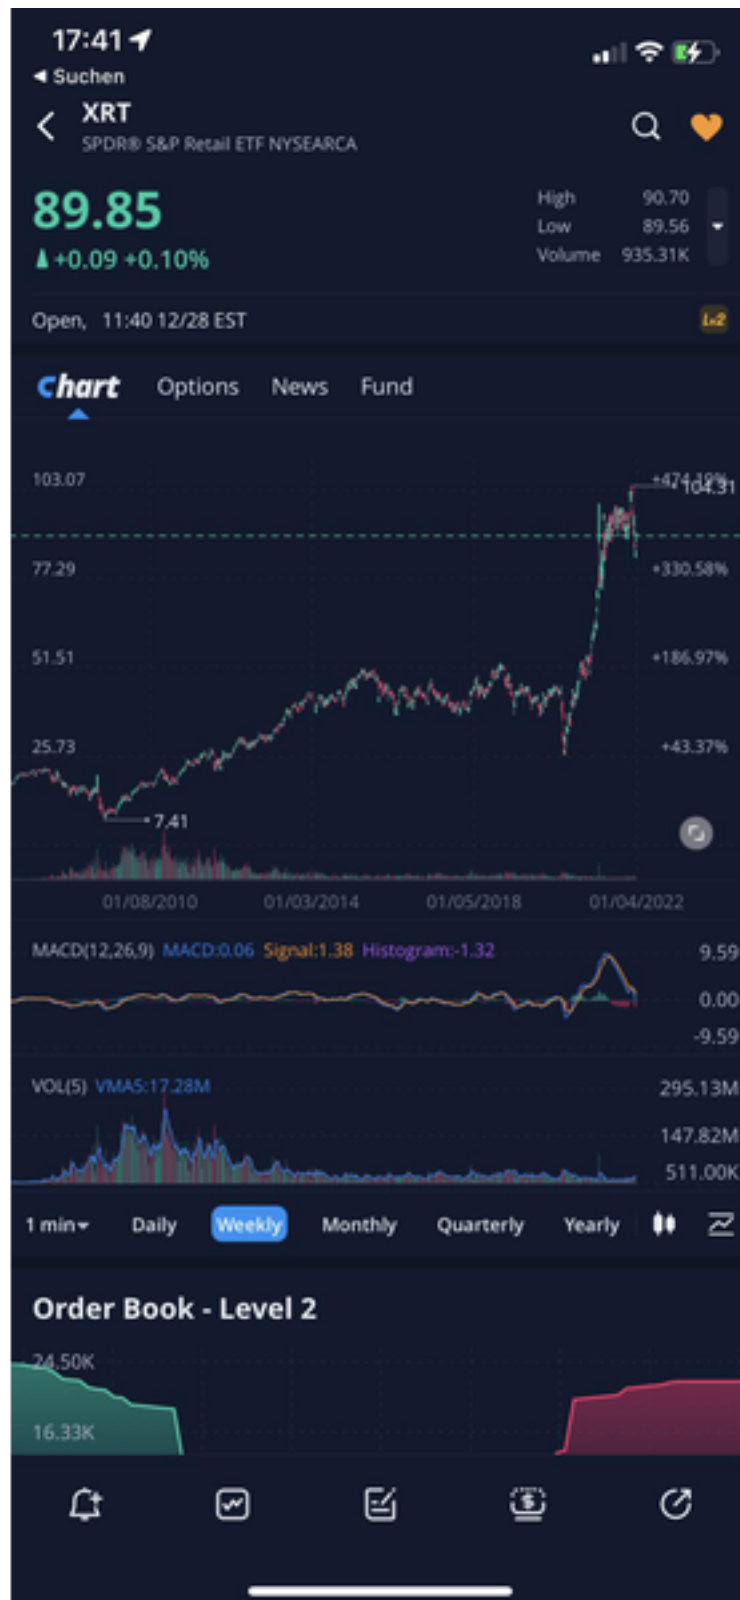 17:41
◀ Suchen
XRT
SPDR® S&P Retail ETF NYSEARCA
89.85
+0.09 +0.10%
High 90.70
Low 89.56
Volume 935.31K
Open, 11:40 12/28 EST
Lv2
Chart Options News Fund
103.07 +474.19% 104.31
77.29 +330.58%
51.51 +186.97%
25.73 +43.37%
7.41
01/08/2010 01/03/2014 01/05/2018 01/04/2022
MACD(12,26,9) MACD:0.06 Signal:1.38 Histogram:-1.32 9.59
0.00
-9.59
VOL(5) VMA5:17.28M 295.13M
147.82M
511.00K
1 min Daily Weekly Monthly Quarterly Yearly
Order Book - Level 2
24.50K
16.33K